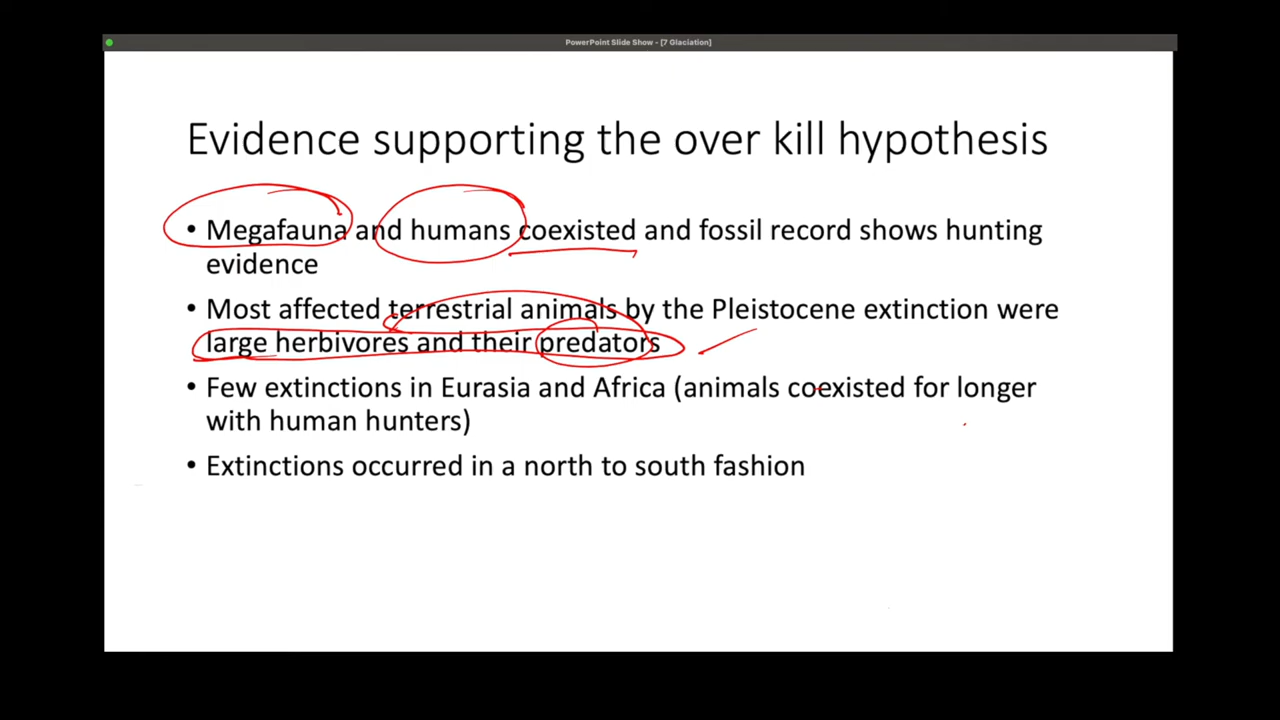 PowerPoint Slide Show - [7 Glaciation]
Evidence supporting the over kill hypothesis
• Megafauna and humans coexisted and fossil record shows hunting
evidence
• Most affected terrestrial animals by the Pleistocene extinction were
large herbivores and their predators
• Few extinctions in Eurasia and Africa (animals coexisted for longer
with human hunters)
• Extinctions occurred in a north to south fashion